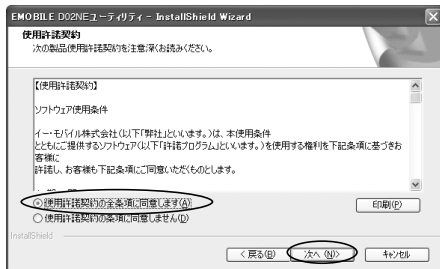 EMOBILE D02NEユーティリティ - InstallShield Wizard
使用許諾契約
次の製品使用許諾契約を注意深くお読みください。
【使用許諾契約】
ソフトウェア使用条件
イー・モバイル株式会社(以下「弊社」といいます。)は、本使用条件
とともにご提供するソフトウェア(以下「許諾プログラム」といいます。)を使用する権利を下記条項に基づきお
客様に
許諾し、お客様も下記条項にご同意いただくものとします。
使用許諾契約の全条項に同意します(A)
印刷(P)
使用許諾契約の条項に同意しません(D)
InstallShield
< 戻る(B) 次へ (N)> キャンセル